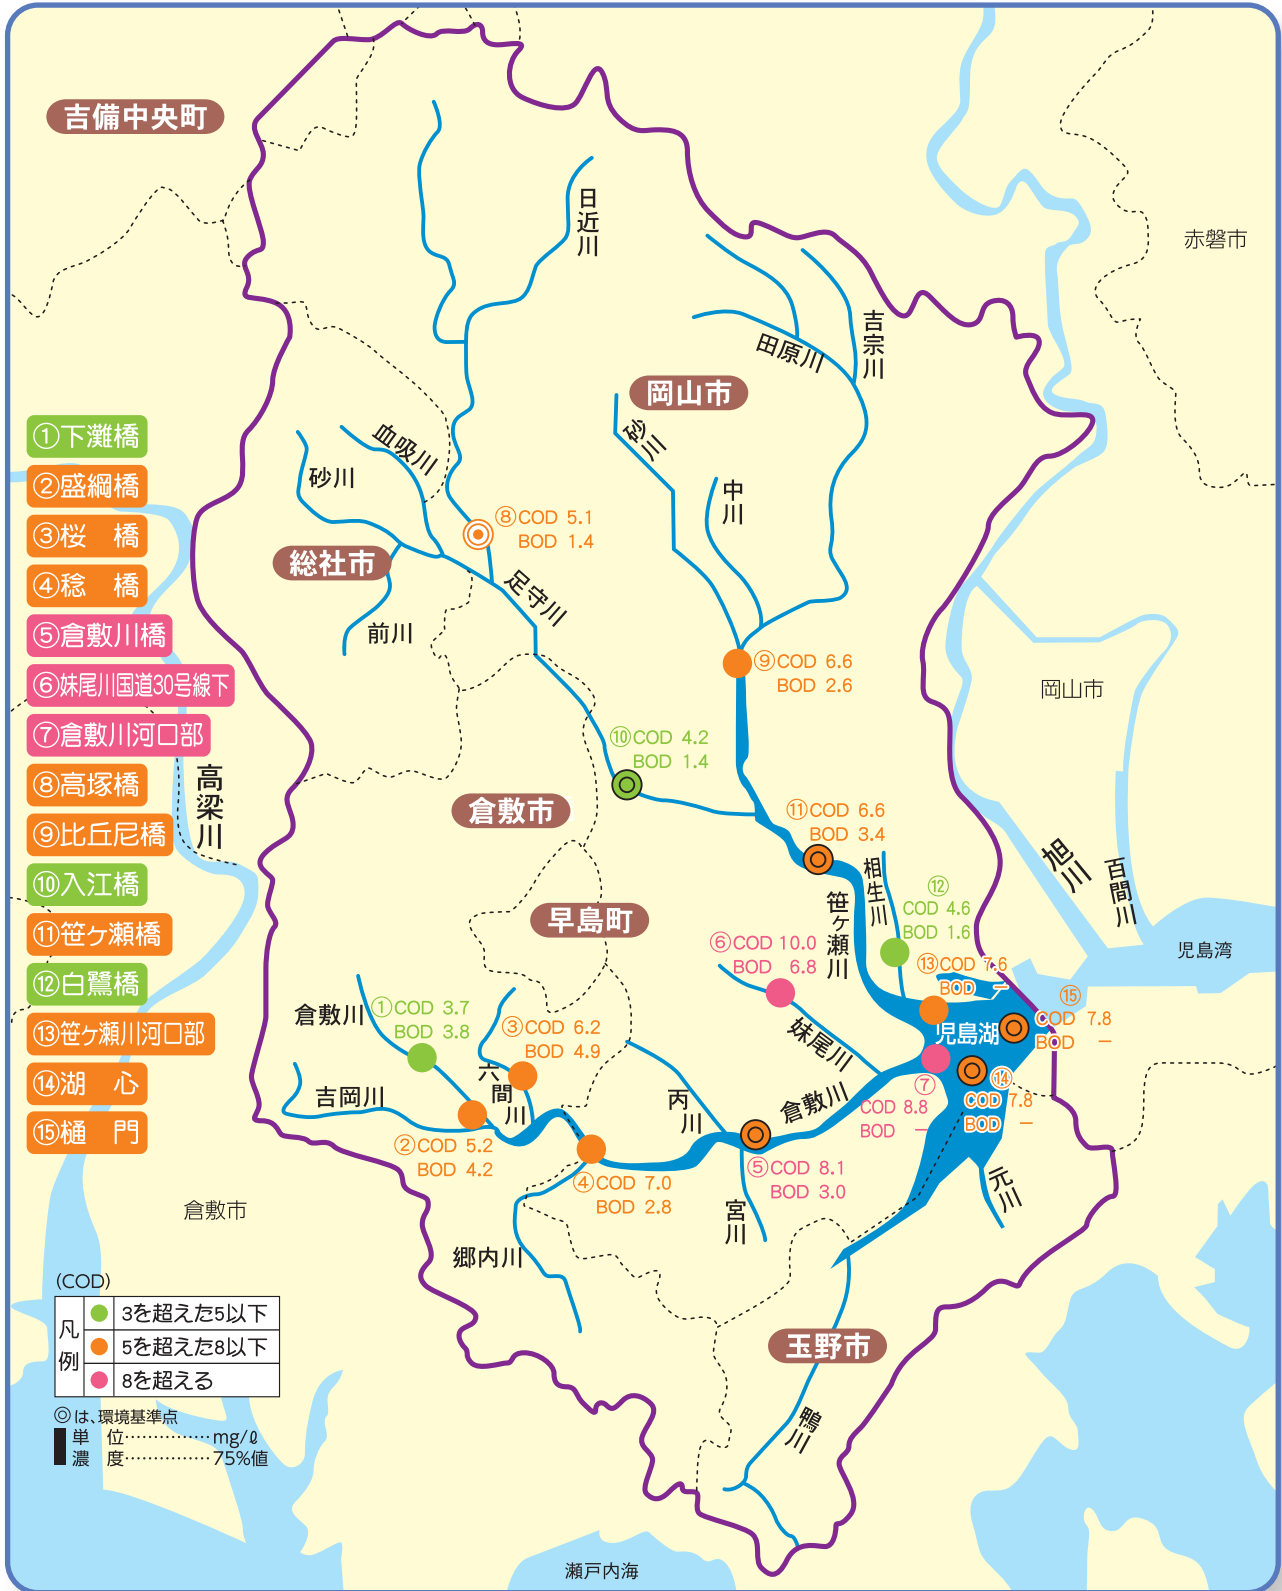 吉備中央町
日近川
赤磐市
吉宗川
田原川
岡山市
砂川
血吸川
砂川
中川
総社市
足守川
前川
①下灘橋
②盛綱橋
③桜　橋
④稔　橋
⑤倉敷川橋
⑥妹尾川国道30号線下
⑦倉敷川河口部
⑧高塚橋
⑨比丘尼橋
⑩入江橋
⑪笹ヶ瀬橋
⑫白鷺橋
⑬笹ヶ瀬川河口部
⑭湖　心
⑮樋　門
⑧COD 5.1
BOD 1.4
⑨COD 6.6
BOD 2.6
岡山市
⑩COD 4.2
BOD 1.4
高梁川
倉敷市
⑪COD 6.6
BOD 3.4
相生川
旭川
百間川
⑫
COD 4.6
BOD 1.6
早島町
笹ヶ瀬川
⑥COD 10.0
BOD 6.8
児島湾
⑬COD 7.6
BOD －
⑮
COD 7.8
BOD －
児島湖
倉敷川
①COD 3.7
BOD 3.8
③COD 6.2
BOD 4.9
妹尾川
六間川
吉岡川
丙川
倉敷川
⑦
COD 8.8
BOD －
⑭
COD 7.8
BOD －
②COD 5.2
BOD 4.2
④COD 7.0
BOD 2.8
⑤COD 8.1
BOD 3.0
宮川
元川
倉敷市
郷内川
玉野市
鴨川
(COD)
凡例
3を超えた5以下
5を超えた8以下
8を超える
◎は、環境基準点
単　位……………mg/ℓ
濃　度……………75%値
瀬戸内海